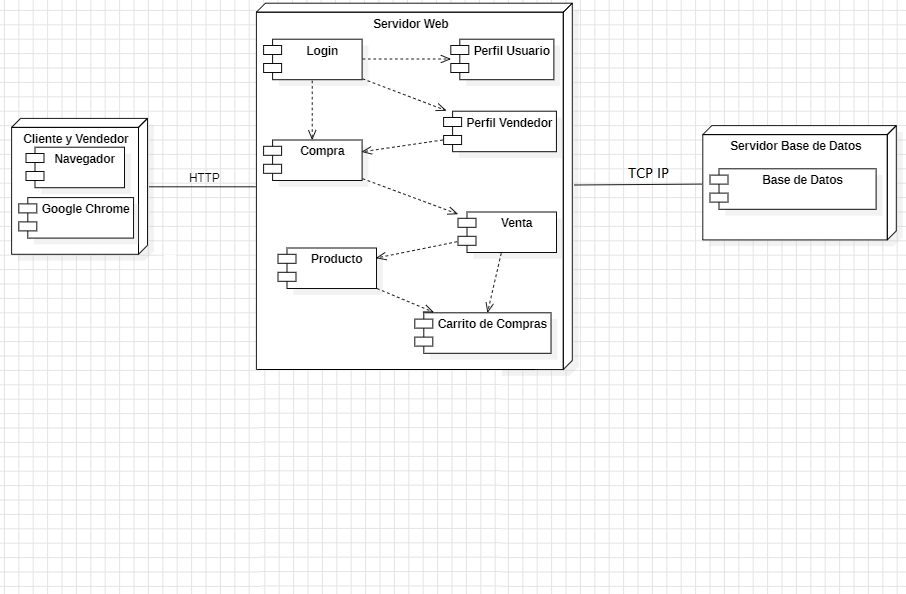 Cliente y Vendedor
Navegador
Google Chrome
HTTP
Servidor Web
Login
Perfil Usuario
Perfil Vendedor
Compra
Venta
Producto
Carrito de Compras
TCP IP
Servidor Base de Datos
Base de Datos